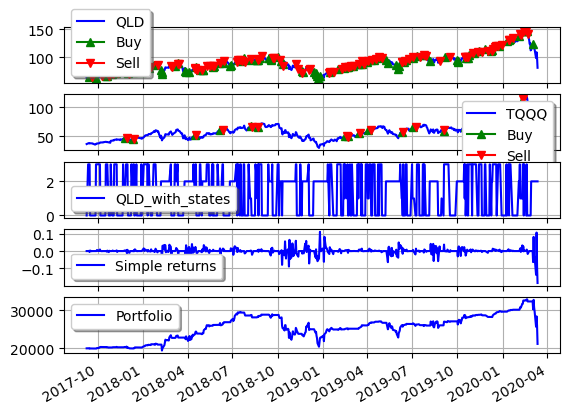 150
100
QLD
Buy
Sell
100
50
TQQQ
Buy
Sell
2
0
QLD_with_states
0.1
0.0
−0.1
Simple returns
30000
20000
Portfolio
2017-10 2018-01 2018-04 2018-07 2018-10 2019-01 2019-04 2019-07 2019-10 2020-01 2020-04